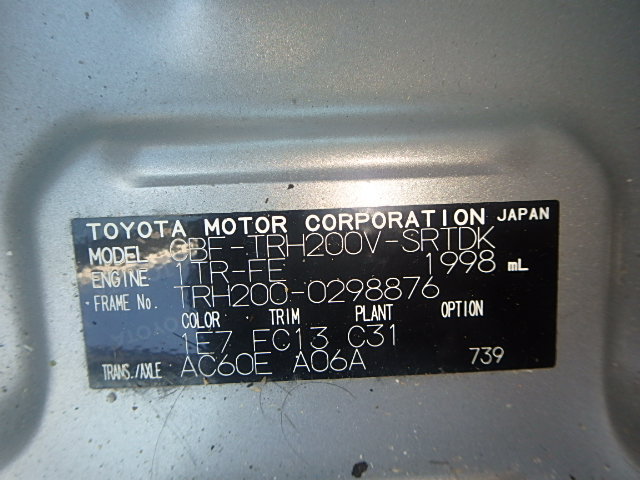 TOYOTA MOTOR CORPORATION JAPAN
MODEL CBF-TRH200V-SRTDK
ENGINE 1TR-FE 1998 mL
FRAME No. TRH200-0298876
COLOR TRIM PLANT OPTION
1E7 FC13 C31
TRANS./AXLE AC60E A06A 739